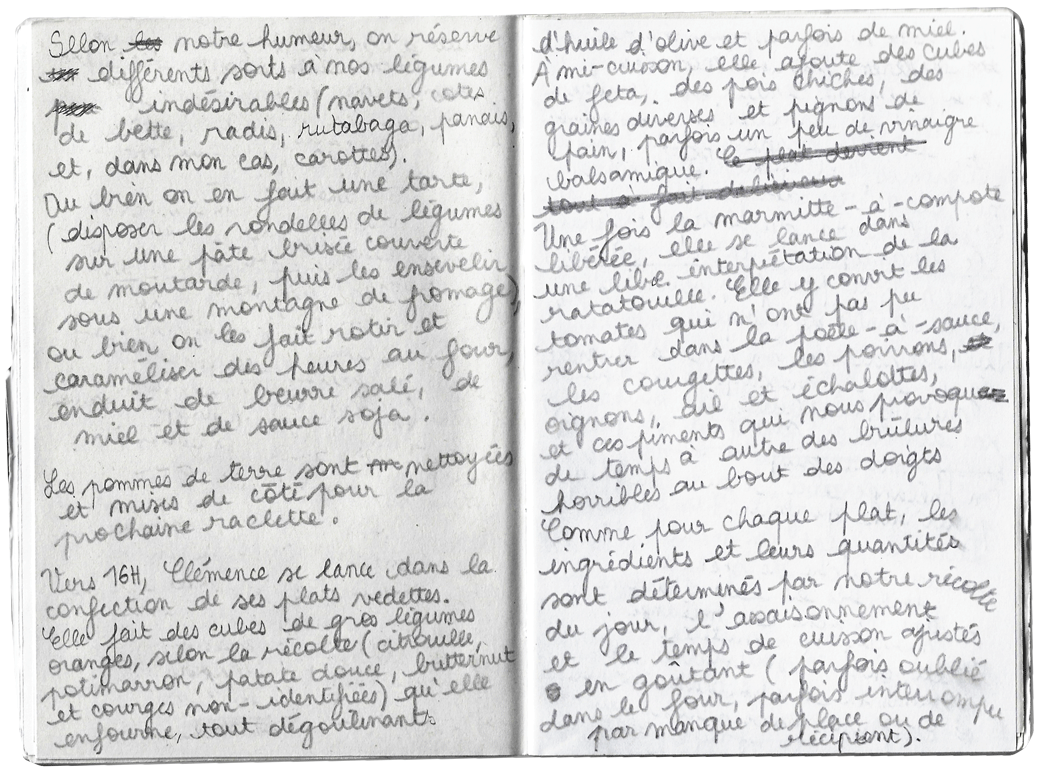 Selon les notre humeur, on réserve
différents sorts à nos légumes
indésirables (navets, cotes
de bette, radis, rutabaga, panais,
et, dans mon cas, carottes).
Ou bien on en fait une tarte,
(disposer les rondelles de légumes
sur une pâte brisée couverte
de moutarde, puis les ensevelir
sous une montagne de fromage),
ou bien on les fait rotir et
caraméliser des heures au four,
enduit de beurre salé, de
miel et de sauce soja.
Les pommes de terre sont nettoyées
et mises de côté pour la
prochaine raclette.
Vers 16H, Clémence se lance dans la
confection de ses plats vedettes.
Elle fait des cubes de gros légumes
oranges, selon la récolte (citrouille,
potimarron, patate douce, butternut
et courges non-identifiées) qu'elle
enfourne, tout dégoulinant
d'huile d'olive et parfois de miel.
À mi-cuisson, elle ajoute des cubes
de feta, des pois chiches, des
graines diverses et pignons de
pain, parfois un peu de vinaigre
balsamique. Ce plat devient
tout à fait délicieux
Une fois la marmitte-à-compote
libérée, elle se lance dans
une libre interprétation de la
ratatouille. Elle y convit les
tomates qui n'ont pas pu
rentrer dans la poêle-à-sauce,
les courgettes, les poivrons,
oignons, ail et échalottes,
et ces piments qui nous provoque
de temps à autre des brûlures
horribles au bout des doigts
Comme pour chaque plat, les
ingrédients et leurs quantités
sont déterminés par notre récolte
du jour, l'assaisonnement
et le temps de cuisson ajustés
en goûtant (parfois oublié
dans le four, parfois interrompu
par manque de place ou de
récipient).